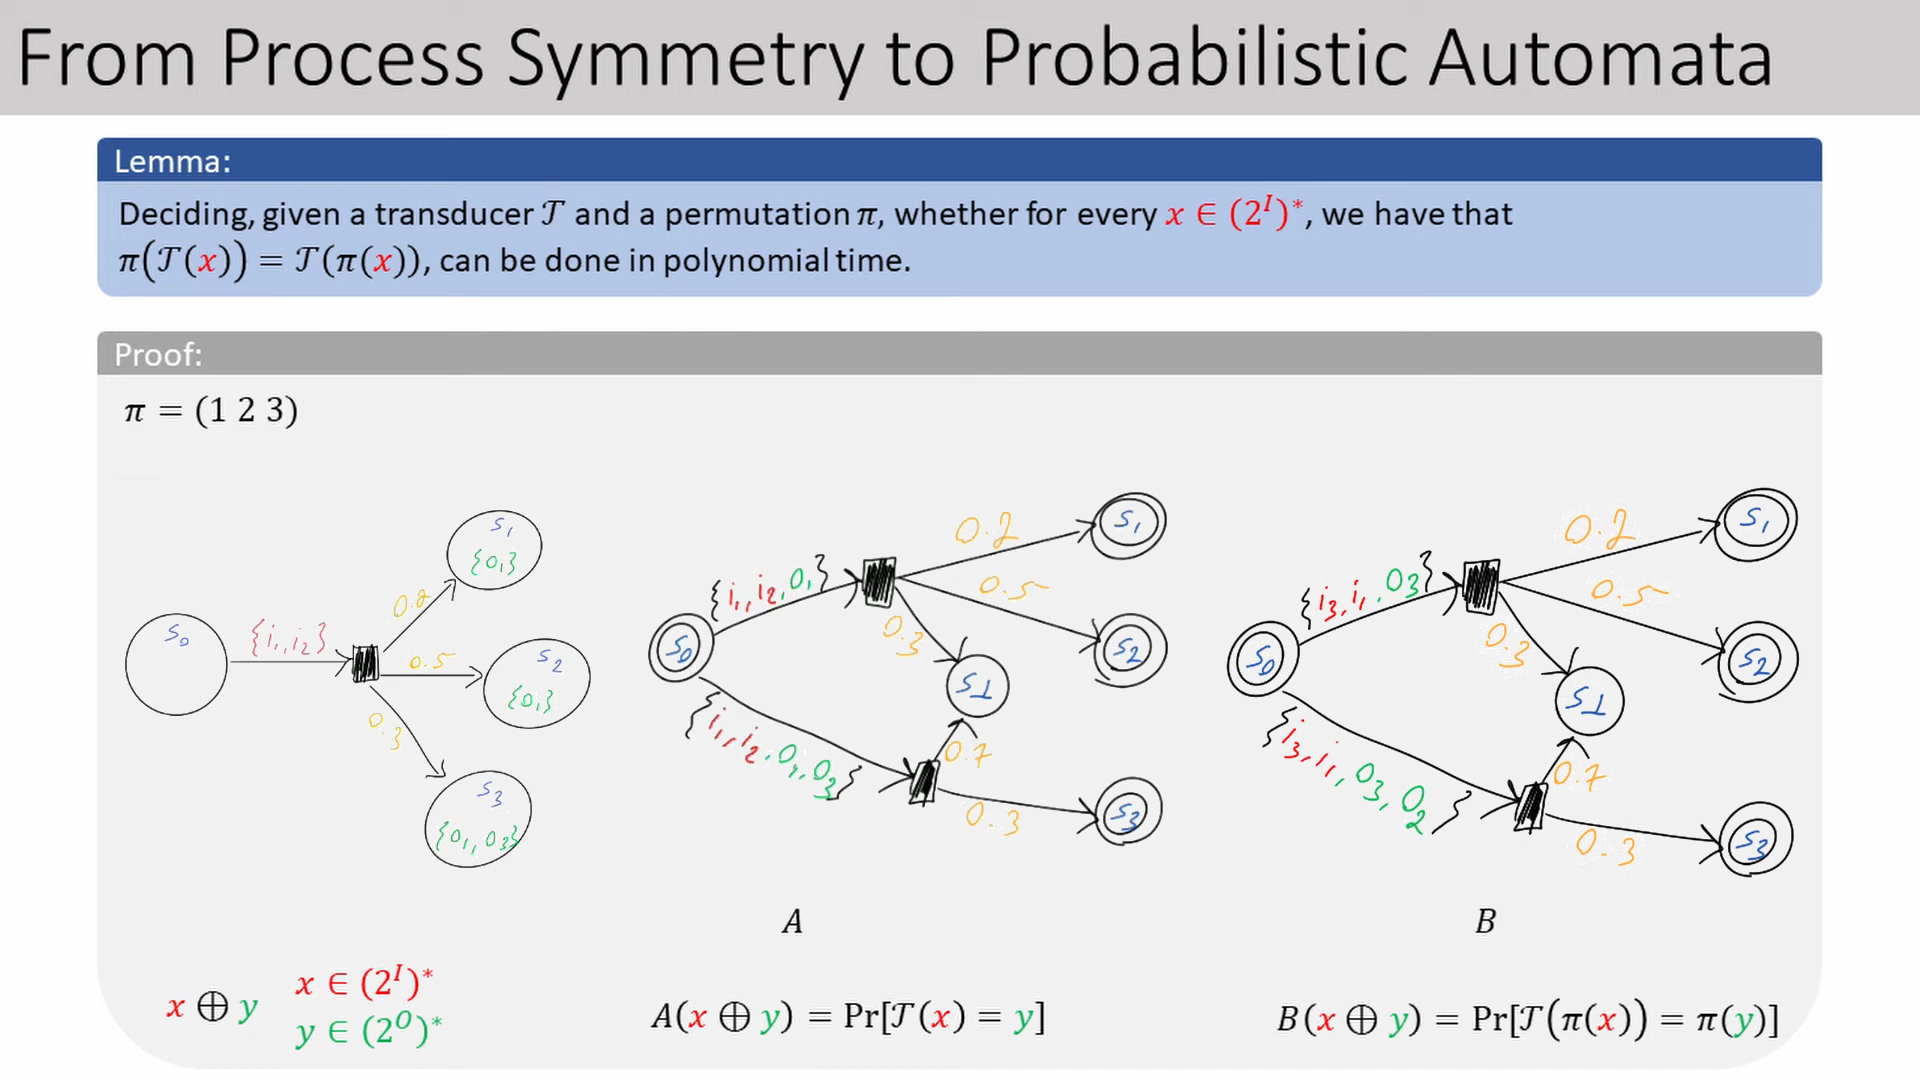 From Process Symmetry to Probabilistic Automata
Lemma:
Deciding, given a transducer 𝒯 and a permutation π, whether for every x ∈ (2^I)^*, we have that
π(𝒯(x)) = 𝒯(π(x)), can be done in polynomial time.
Proof:
π = (1 2 3)
s₀
{i₁,i₂}
0.2
0.5
0.3
s₁
{o₁}
s₂
{o₁}
s₃
{o₁, o₃}
s₀
{i₁, i₂, o₁}
0.2
0.5
0.3
s₁
s₂
s⊥
{i₁, i₂, o₁, o₃}
0.7
0.3
s₃
A
s₀
{i₃, i₁, o₃}
0.2
0.5
0.3
s₁
s₂
s⊥
{i₃, i₁, o₃, o₂}
0.7
0.3
s₃
B
x ⊕ y
x ∈ (2^I)^*
y ∈ (2^O)^*
A(x ⊕ y) = Pr[𝒯(x) = y]
B(x ⊕ y) = Pr[𝒯(π(x)) = π(y)]